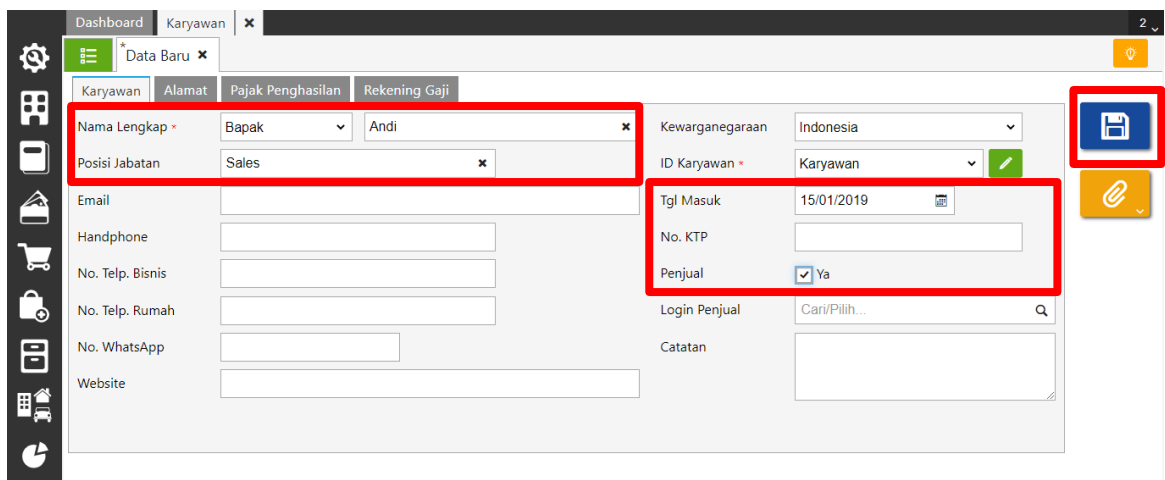 Dashboard Karyawan ×
2
*Data Baru ×
Karyawan Alamat Pajak Penghasilan Rekening Gaji
Nama Lengkap * Bapak Andi × Kewarganegaraan Indonesia
Posisi Jabatan Sales × ID Karyawan * Karyawan
Email Tgl Masuk 15/01/2019
Handphone No. KTP
No. Telp. Bisnis Penjual Ya
No. Telp. Rumah Login Penjual Cari/Pilih...
No. WhatsApp Catatan
Website